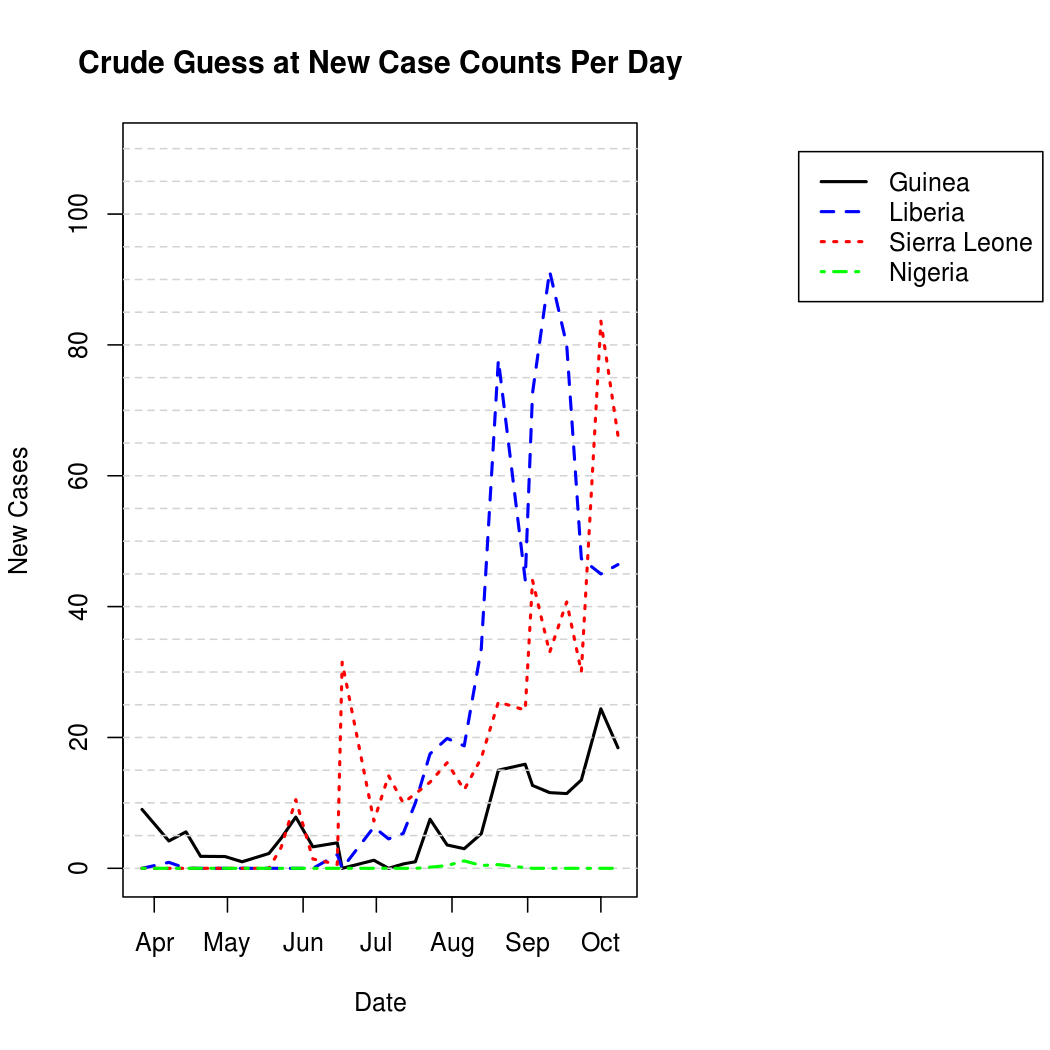 Crude Guess at New Case Counts Per Day
Guinea
Liberia
Sierra Leone
Nigeria
New Cases
100
80
60
40
20
0
Apr May Jun Jul Aug Sep Oct
Date